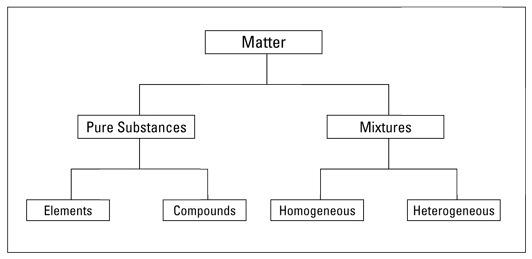 Matter
Pure Substances
Mixtures
Elements
Compounds
Homogeneous
Heterogeneous